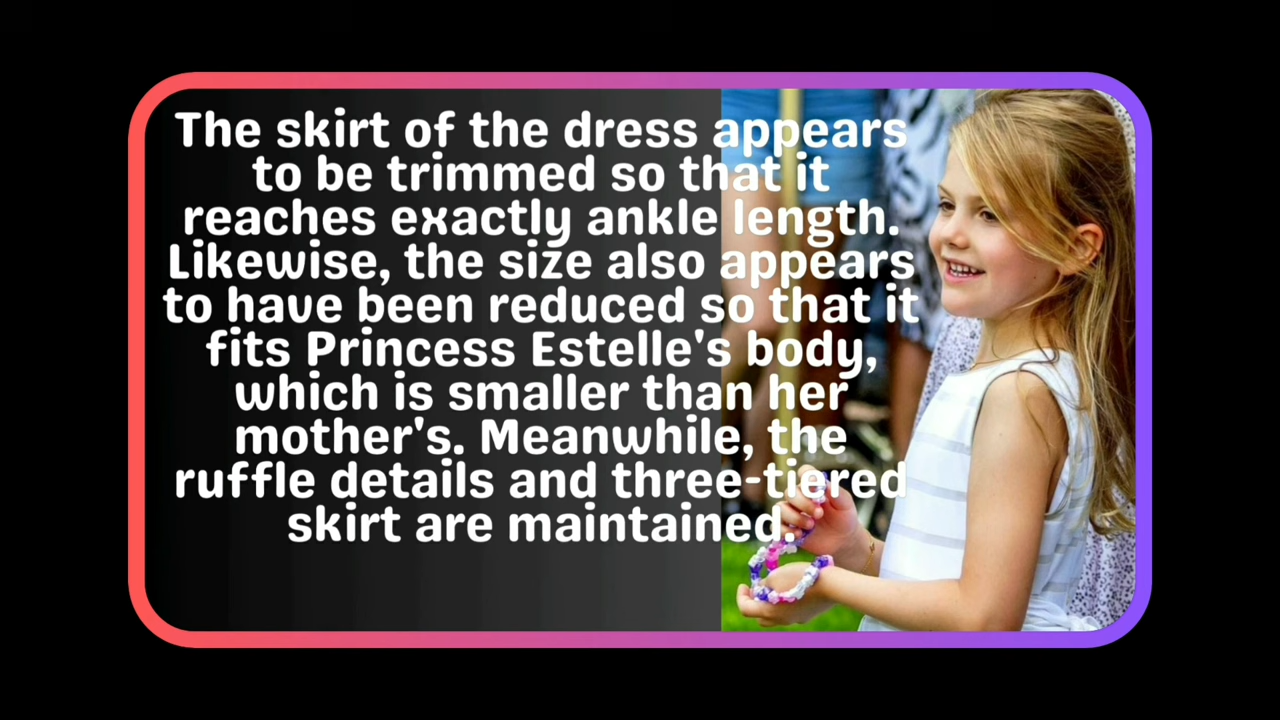 The skirt of the dress appears
to be trimmed so that it
reaches exactly ankle length.
Likewise, the size also appears
to have been reduced so that it
fits Princess Estelle's body,
which is smaller than her
mother's. Meanwhile, the
ruffle details and three-tiered
skirt are maintained.